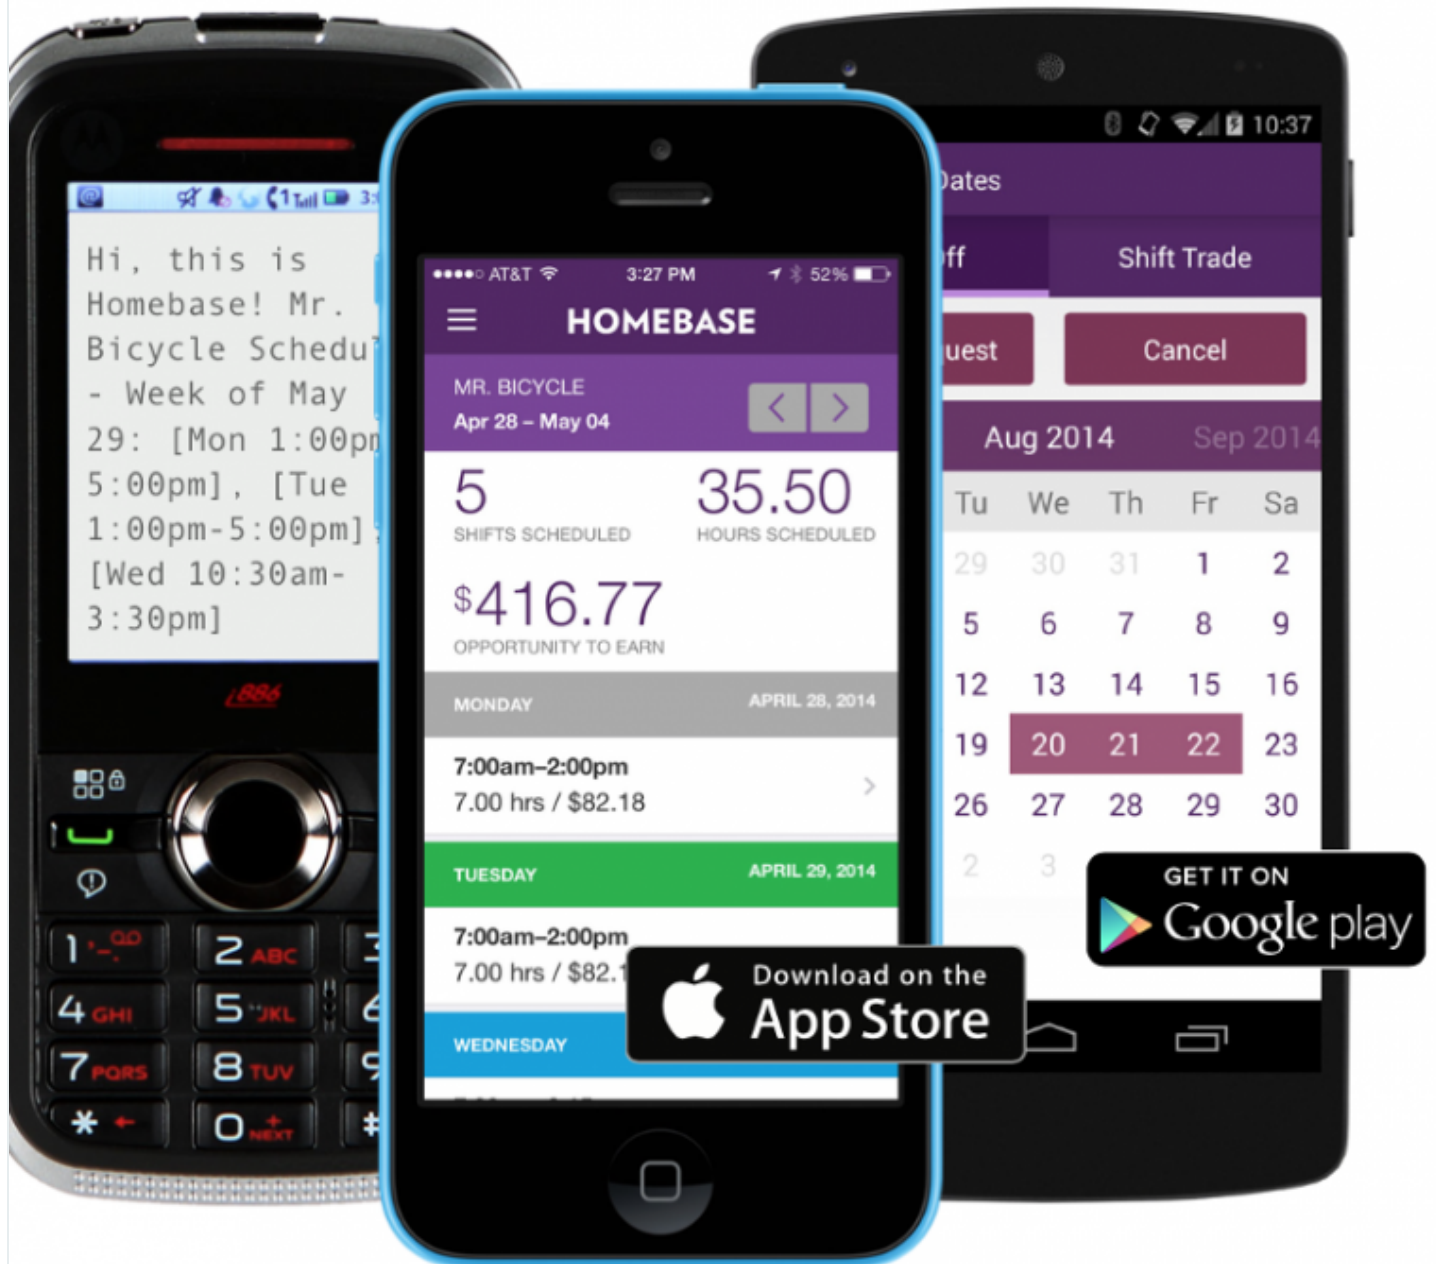 3:
Hi, this is
Homebase! Mr.
Bicycle Schedul
- Week of May
29: [Mon 1:00pm
5:00pm], [Tue
1:00pm-5:00pm],
[Wed 10:30am-
3:30pm]
i886
1
2 ABC
4 GHI
5 JKL
7 PQRS
8 TUV
9
*
0 + NEXT
#
AT&T 3:27 PM 52%
HOMEBASE
MR. BICYCLE
Apr 28 – May 04
5 35.50
SHIFTS SCHEDULED HOURS SCHEDULED
$416.77
OPPORTUNITY TO EARN
MONDAY APRIL 28, 2014
7:00am–2:00pm
7.00 hrs / $82.18
TUESDAY APRIL 29, 2014
7:00am–2:00pm
7.00 hrs / $82.1
WEDNESDAY
Download on the
App Store
10:37
Dates
Off Shift Trade
uest Cancel
Aug 2014 Sep 2014
Tu We Th Fr Sa
29 30 31 1 2
5 6 7 8 9
12 13 14 15 16
19 20 21 22 23
26 27 28 29 30
2 3
GET IT ON
Google play